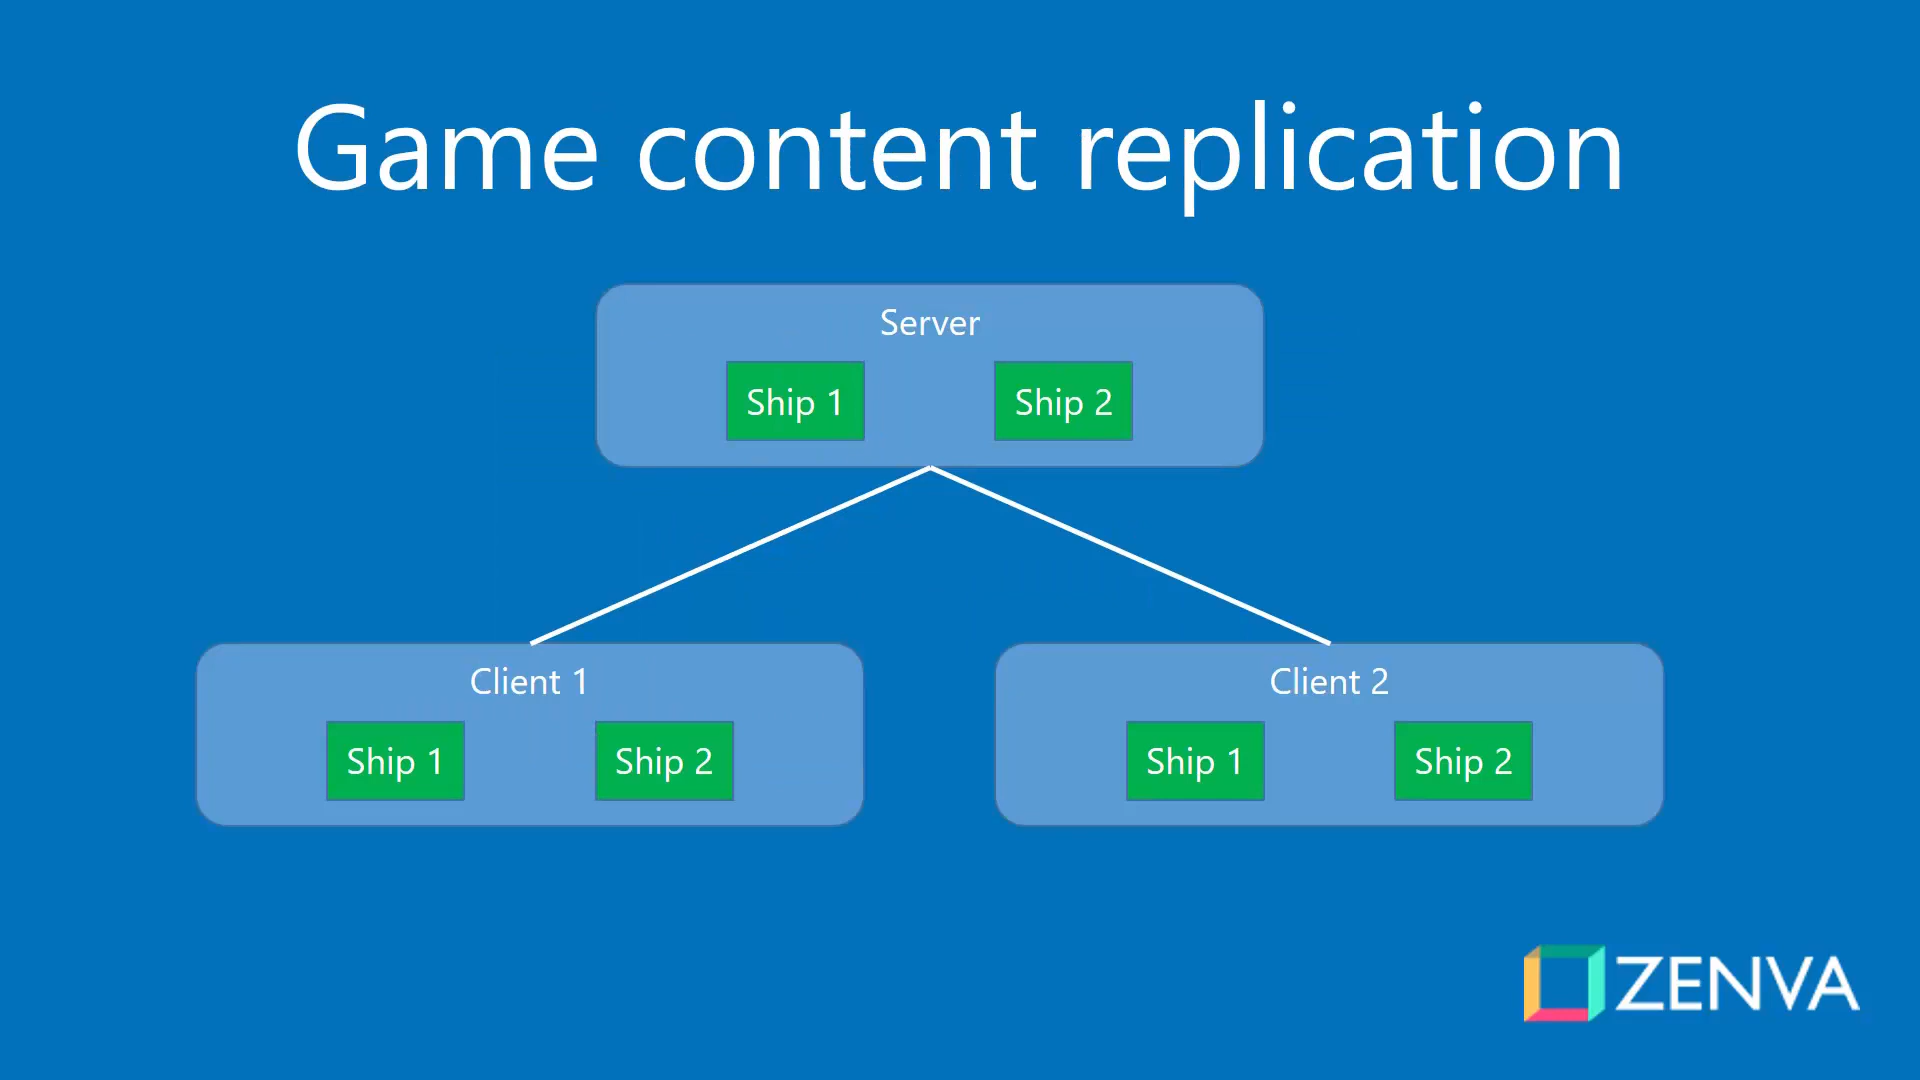 Game content replication
Server
Ship 1
Ship 2
Client 1
Ship 1
Ship 2
Client 2
Ship 1
Ship 2
ZENVA